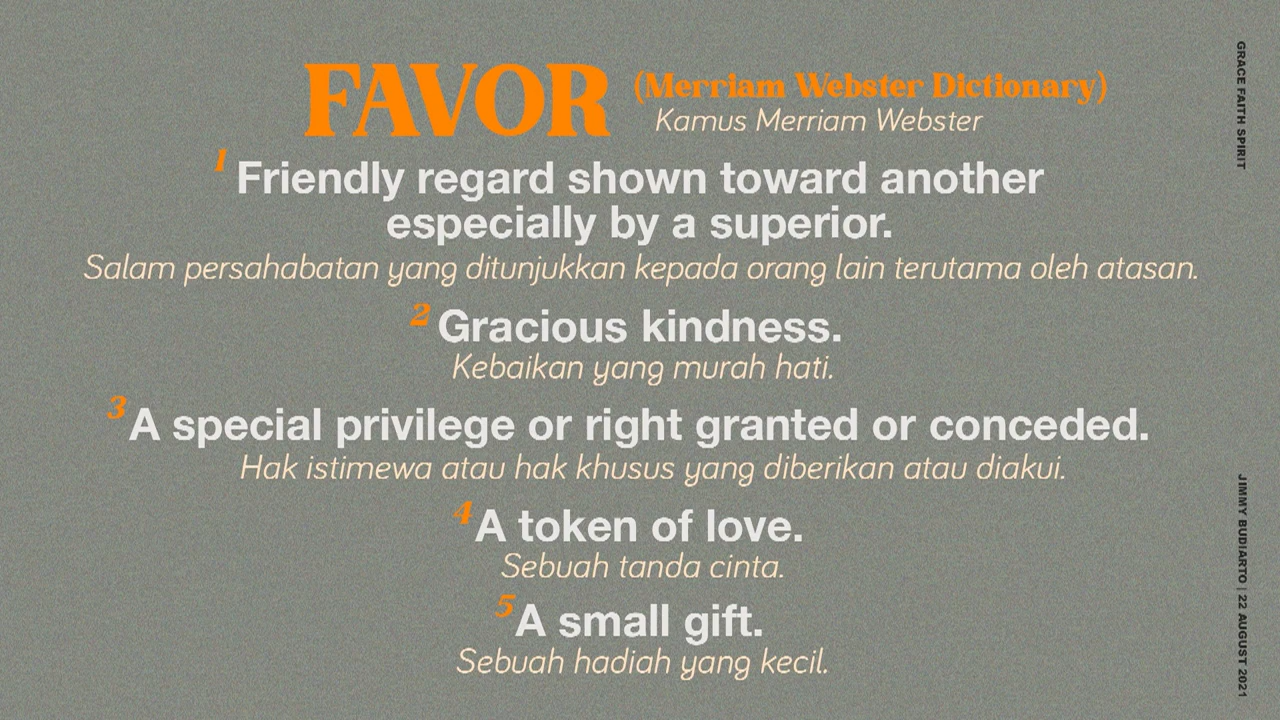 FAVOR (Merriam Webster Dictionary)
Kamus Merriam Webster
1 Friendly regard shown toward another
especially by a superior.
Salam persahabatan yang ditunjukkan kepada orang lain terutama oleh atasan.
2 Gracious kindness.
Kebaikan yang murah hati.
3 A special privilege or right granted or conceded.
Hak istimewa atau hak khusus yang diberikan atau diakui.
4 A token of love.
Sebuah tanda cinta.
5 A small gift.
Sebuah hadiah yang kecil.
GRACE FAITH SPIRIT
JIMMY BUDIARTO | 22 AUGUST 2021